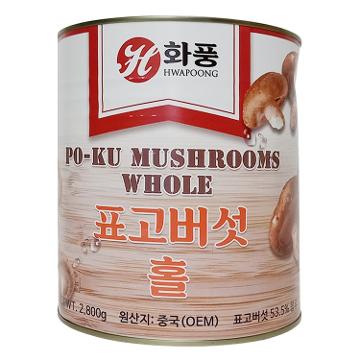 H 화풍
HWAPOONG
PO-KU MUSHROOMS
WHOLE
표고버섯
홀
WT. 2,800g 원산지: 중국(OEM) 표고버섯 53.5%